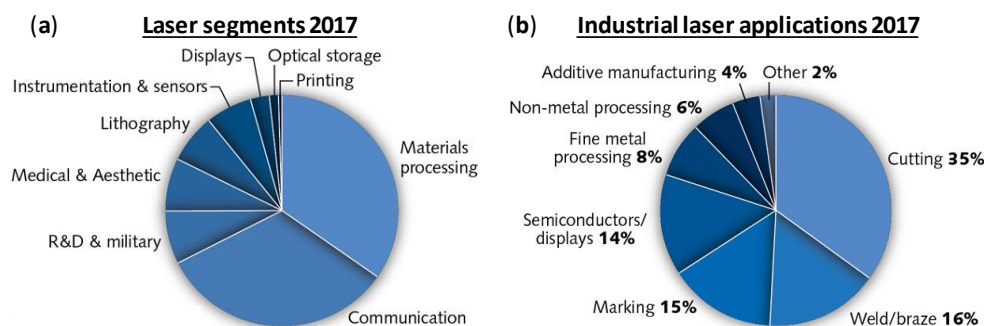 (a) Laser segments 2017
Displays
Optical storage
Printing
Instrumentation & sensors
Lithography
Medical & Aesthetic
R&D & military
Materials
processing
Communication
(b) Industrial laser applications 2017
Additive manufacturing 4%
Other 2%
Non-metal processing 6%
Fine metal
processing 8%
Cutting 35%
Semiconductors/
displays 14%
Marking 15%
Weld/braze 16%